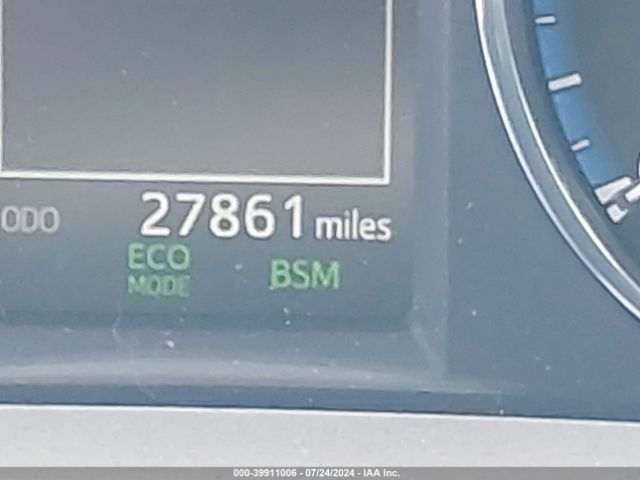 ODO 27861 miles
ECO BSM
MODE
000-39911006 - 07/24/2024 - IAA Inc.